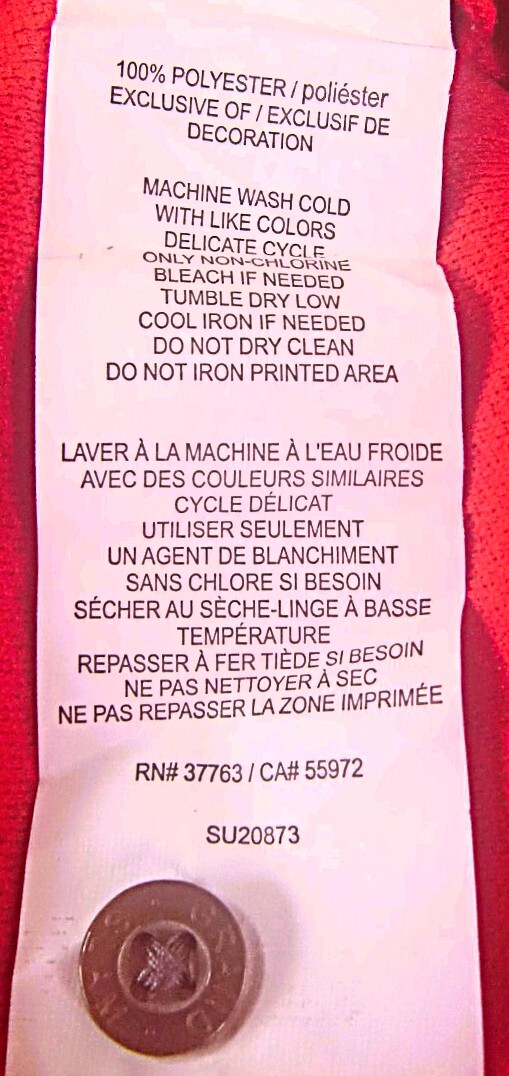 100% POLYESTER / poliéster
EXCLUSIVE OF / EXCLUSIF DE
DECORATION
MACHINE WASH COLD
WITH LIKE COLORS
DELICATE CYCLE
ONLY NON-CHLORINE
BLEACH IF NEEDED
TUMBLE DRY LOW
COOL IRON IF NEEDED
DO NOT DRY CLEAN
DO NOT IRON PRINTED AREA
LAVER À LA MACHINE À L'EAU FROIDE
AVEC DES COULEURS SIMILAIRES
CYCLE DÉLICAT
UTILISER SEULEMENT
UN AGENT DE BLANCHIMENT
SANS CHLORE SI BESOIN
SÉCHER AU SÈCHE-LINGE À BASSE
TEMPÉRATURE
REPASSER À FER TIÈDE SI BESOIN
NE PAS NETTOYER À SEC
NE PAS REPASSER LA ZONE IMPRIMÉE
RN# 37763 / CA# 55972
SU20873